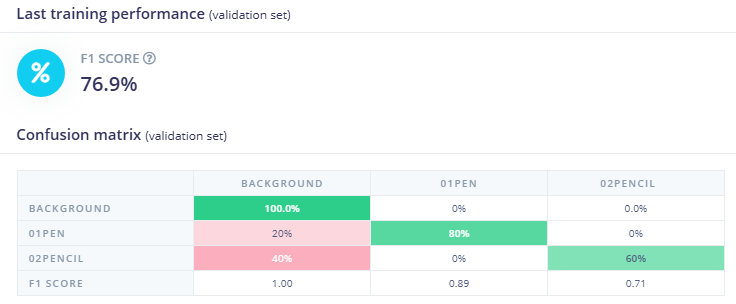 Last training performance (validation set)
%
F1 SCORE ?
76.9%
Confusion matrix (validation set)
BACKGROUND 01PEN 02PENCIL
BACKGROUND 100.0% 0% 0.0%
01PEN 20% 80% 0%
02PENCIL 40% 0% 60%
F1 SCORE 1.00 0.89 0.71